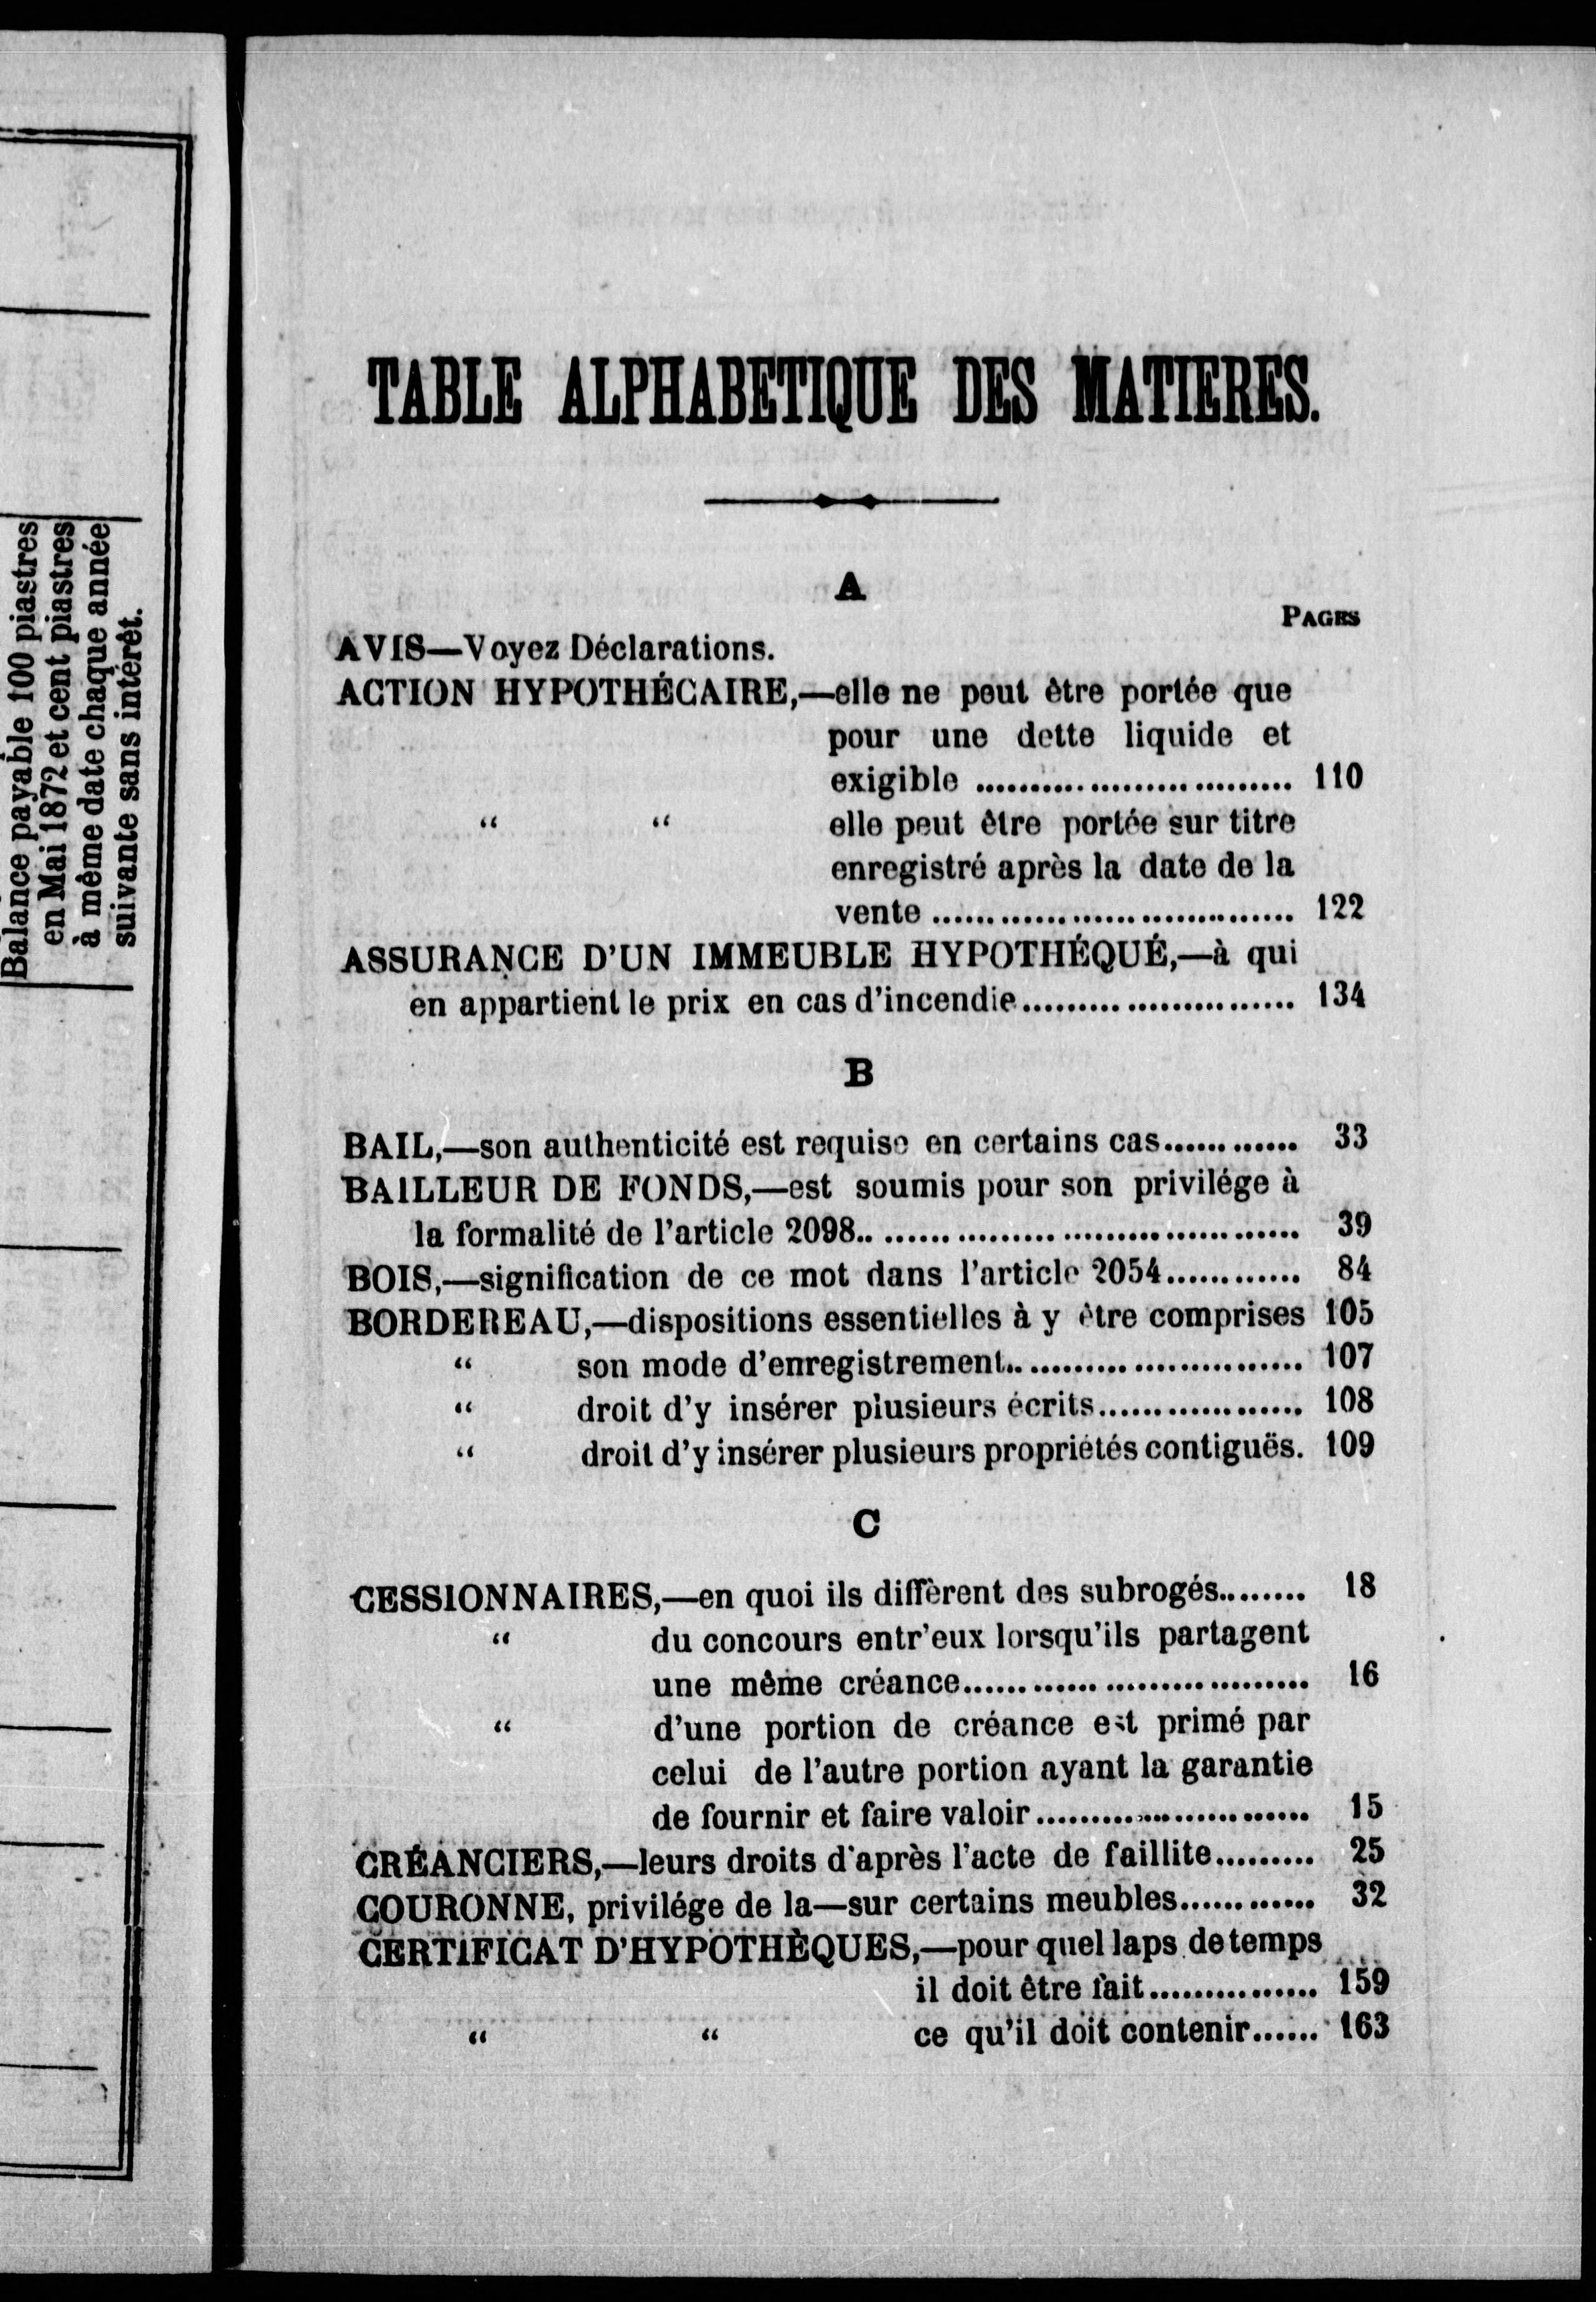 Balance payable 100 piastres
en Mai 1872 et cent piastres
à même date chaque année
suivante sans intérêt.
TABLE ALPHABETIQUE DES MATIERES.
A
PAGES
AVIS—Voyez Déclarations.
ACTION HYPOTHÉCAIRE,—elle ne peut être portée que
pour une dette liquide et
exigible .............................. 110
“ “ elle peut être portée sur titre
enregistré après la date de la
vente .................................. 122
ASSURANCE D'UN IMMEUBLE HYPOTHÉQUÉ,—à qui
en appartient le prix en cas d'incendie.......................... 134
B
BAIL,—son authenticité est requise en certains cas............ 33
BAILLEUR DE FONDS,—est soumis pour son privilége à
la formalité de l'article 2098........................................ 39
BOIS,—signification de ce mot dans l'article 2054............ 84
BORDEREAU,—dispositions essentielles à y être comprises 105
“ son mode d'enregistrement............................ 107
“ droit d'y insérer plusieurs écrits................... 108
“ droit d'y insérer plusieurs propriétés contiguës. 109
C
CESSIONNAIRES,—en quoi ils diffèrent des subrogés........ 18
“ du concours entr'eux lorsqu'ils partagent
une même créance................................ 16
“ d'une portion de créance est primé par
celui de l'autre portion ayant la garantie
de fournir et faire valoir......................... 15
CRÉANCIERS,—leurs droits d'après l'acte de faillite......... 25
COURONNE, privilége de la—sur certains meubles............ 32
CERTIFICAT D'HYPOTHÈQUES,—pour quel laps de temps
il doit être fait................ 159
“ “ ce qu'il doit contenir...... 163